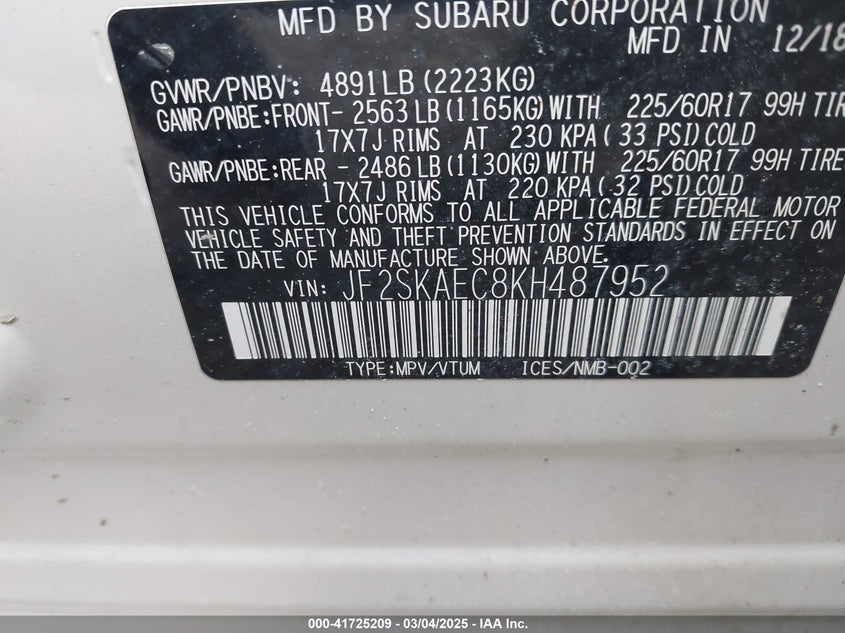 MFD BY SUBARU CORPORATION
MFD IN 12/18
GVWR/PNBV: 4891LB(2223KG)
GAWR/PNBE:FRONT-2563LB(1165KG)WITH 225/60R17 99H TIR
17X7J RIMS AT 230 KPA(33 PSI)COLD
GAWR/PNBE:REAR -2486LB(1130KG)WITH 225/60R17 99H TIRE
17X7J RIMS AT 220 KPA(32 PSI)COLD
THIS VEHICLE CONFORMS TO ALL APPLICABLE FEDERAL MOTOR
VEHICLE SAFETY AND THEFT PREVENTION STANDARDS IN EFFECT ON
THE DATE OF MANUFACTURE SHOWN ABOVE.
VIN: JF2SKAEC8KH487952
TYPE:MPV/VTUM ICES/NMB-002
000-41725209 - 03/04/2025 - IAA Inc.